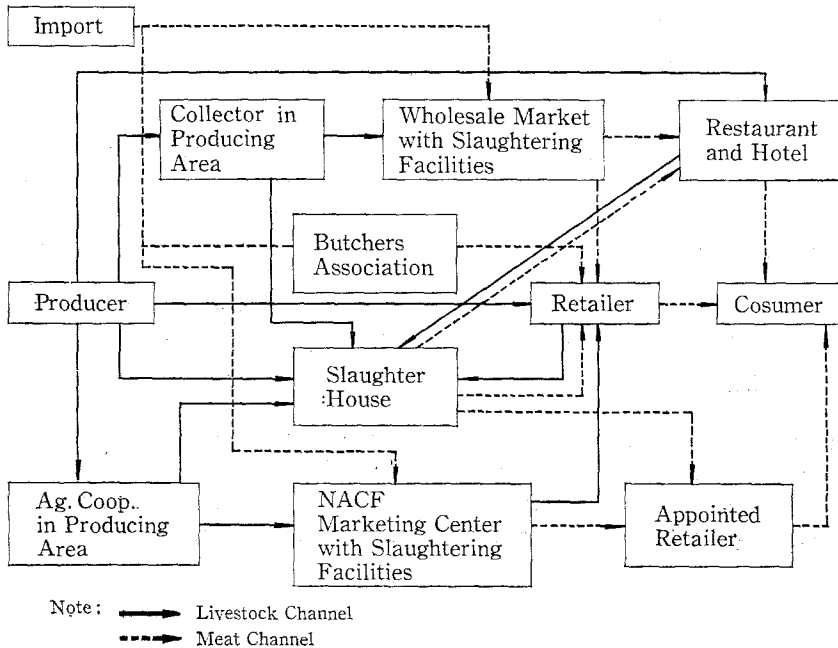 Import
Collector in
Producing
Area
Wholesale Market
with Slaughtering
Facilities
Restaurant
and Hotel
Butchers
Association
Producer
Retailer
Cosumer
Slaughter
:House
Ag. Coop..
in Producing
Area
NACF
Marketing Center
with Slaughtering
Facilities
Appointed
Retailer
Note: Livestock Channel
Meat Channel